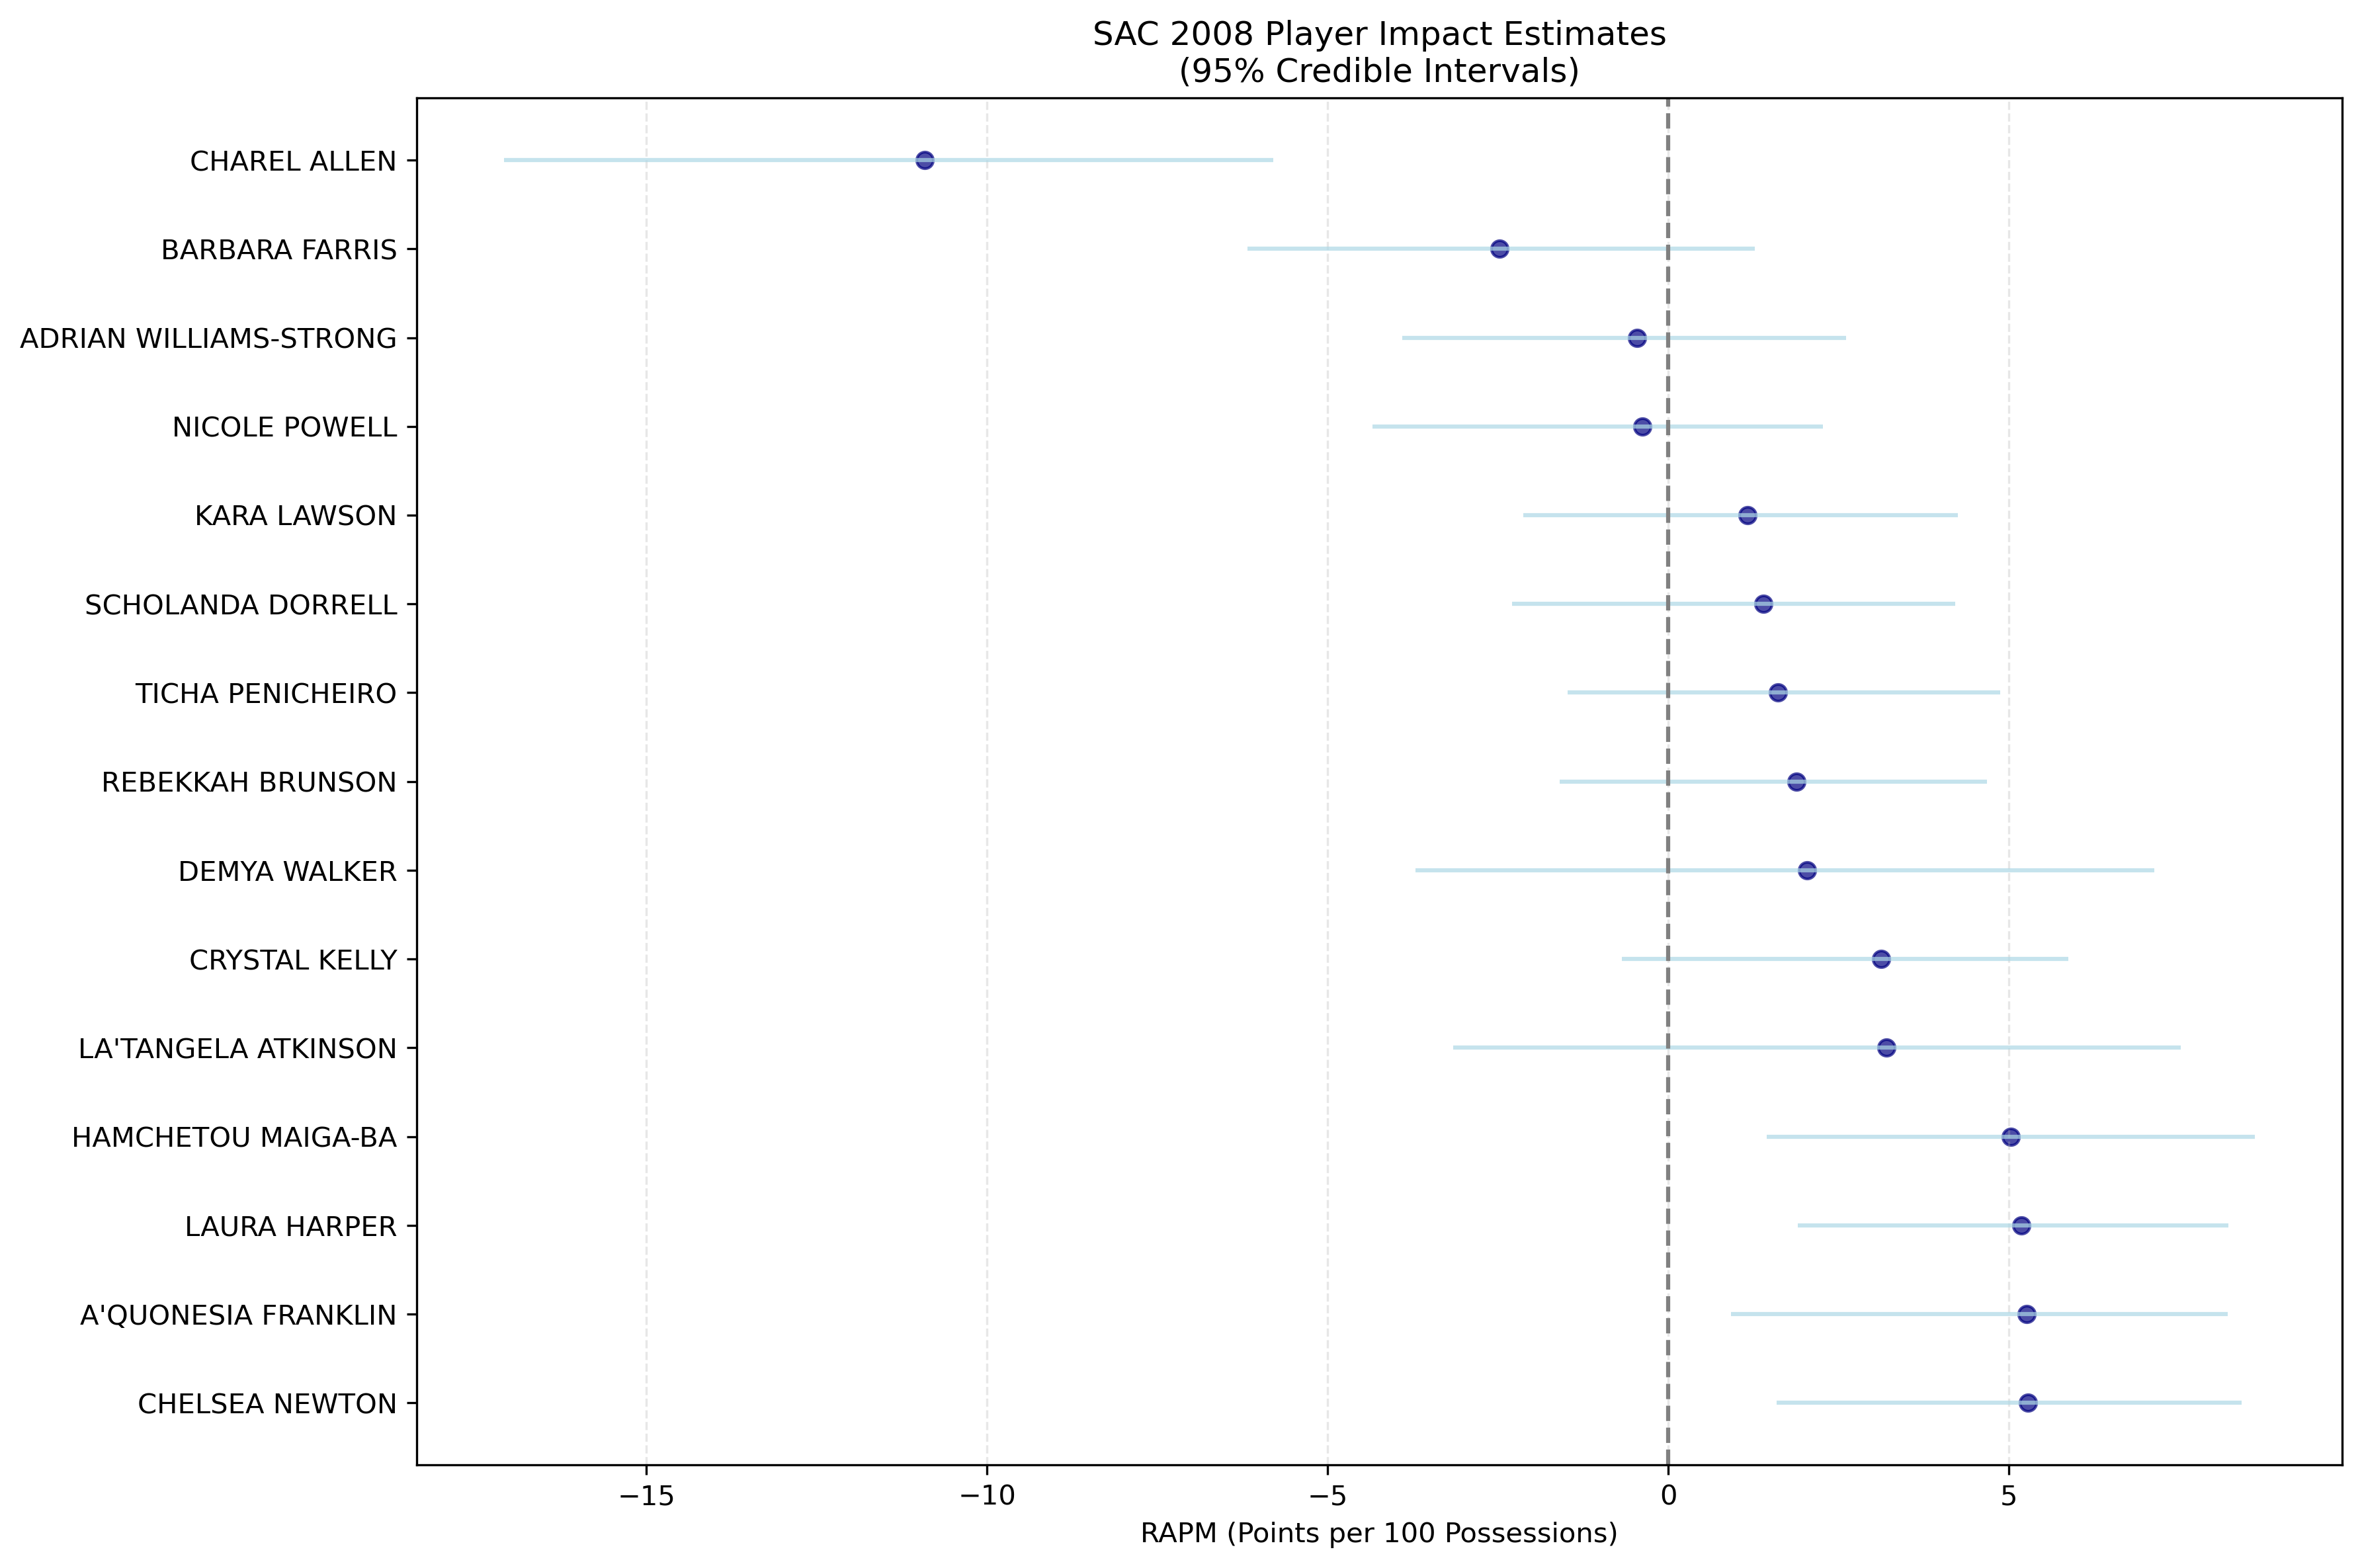 SAC 2008 Player Impact Estimates
(95% Credible Intervals)
CHAREL ALLEN
BARBARA FARRIS
ADRIAN WILLIAMS-STRONG
NICOLE POWELL
KARA LAWSON
SCHOLANDA DORRELL
TICHA PENICHEIRO
REBEKKAH BRUNSON
DEMYA WALKER
CRYSTAL KELLY
LA'TANGELA ATKINSON
HAMCHETOU MAIGA-BA
LAURA HARPER
A'QUONESIA FRANKLIN
CHELSEA NEWTON
−15 −10 −5 0 5
RAPM (Points per 100 Possessions)